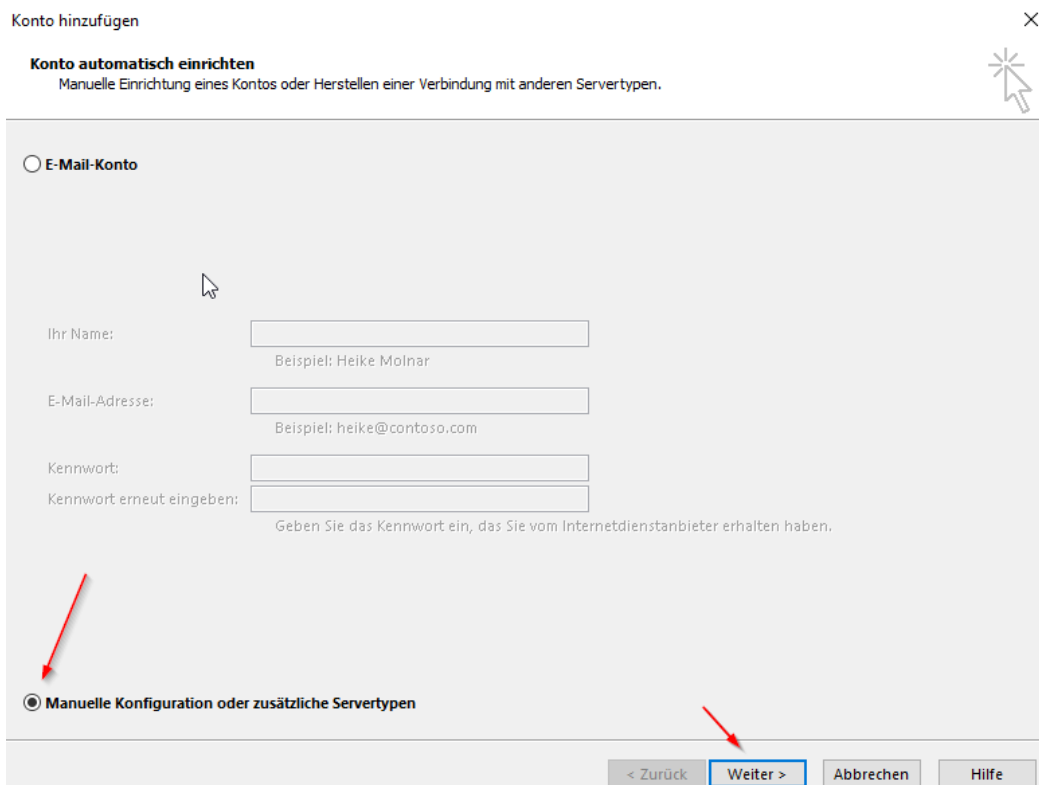 Konto hinzufügen
Konto automatisch einrichten
Manuelle Einrichtung eines Kontos oder Herstellen einer Verbindung mit anderen Servertypen.
E-Mail-Konto
Ihr Name:
Beispiel: Heike Molnar
E-Mail-Adresse:
Beispiel: heike@contoso.com
Kennwort:
Kennwort erneut eingeben:
Geben Sie das Kennwort ein, das Sie vom Internetdienstanbieter erhalten haben.
Manuelle Konfiguration oder zusätzliche Servertypen
< Zurück Weiter > Abbrechen Hilfe